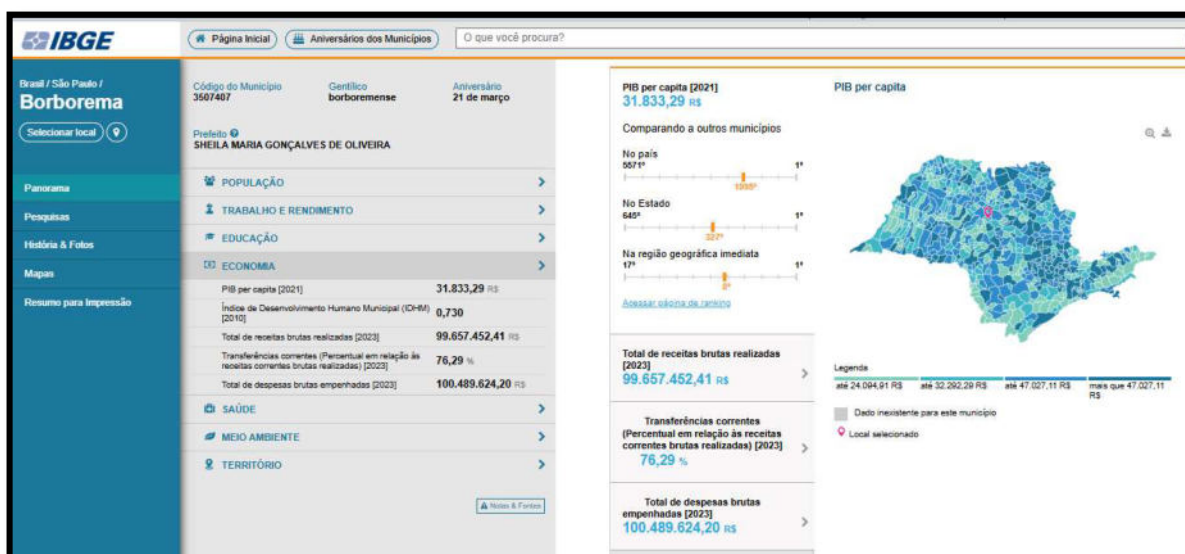 IBGE
Página Inicial
Aniversários dos Municípios
O que você procura?
Brasil / São Paulo /
Borborema
Selecionar local
Panorama
Pesquisas
História & Fotos
Mapas
Resumo para Impressão
Código do Município
3507407
Gentílico
borboremense
Aniversário
21 de março
Prefeito
SHEILA MARIA GONÇALVES DE OLIVEIRA
POPULAÇÃO
TRABALHO E RENDIMENTO
EDUCAÇÃO
ECONOMIA
PIB per capita [2021] 31.833,29 R$
Índice de Desenvolvimento Humano Municipal (IDHM)
[2010] 0,730
Total de receitas brutas realizadas [2023] 99.657.452,41 R$
Transferências correntes (Percentual em relação às
receitas correntes brutas realizadas) [2023] 76,29 %
Total de despesas brutas empenhadas [2023] 100.489.624,20 R$
SAÚDE
MEIO AMBIENTE
TERRITÓRIO
Notas & Fontes
PIB per capita [2021]
31.833,29 R$
Comparando a outros municípios
No país
5571º 1º
No Estado
645º 1º
327º
Na região geográfica imediata
17º 1º
Acessar página de ranking
Total de receitas brutas realizadas
[2023]
99.657.452,41 R$
Transferências correntes
(Percentual em relação às receitas
correntes brutas realizadas) [2023]
76,29 %
Total de despesas brutas
empenhadas [2023]
100.489.624,20 R$
PIB per capita
Legenda
até 24.094,91 R$ até 32.292,29 R$ até 47.027,11 R$ mais que 47.027,11
R$
Dado inexistente para este município
Local selecionado